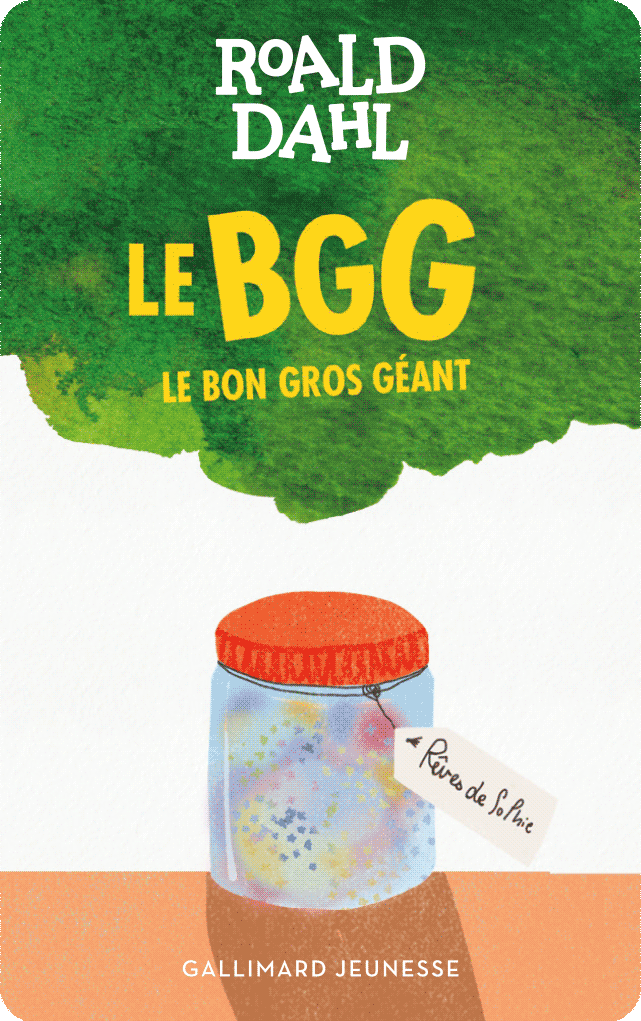 ROALD
DAHL
LE BGG
LE BON GROS GÉANT
Rêves de Sophie
GALLIMARD JEUNESSE